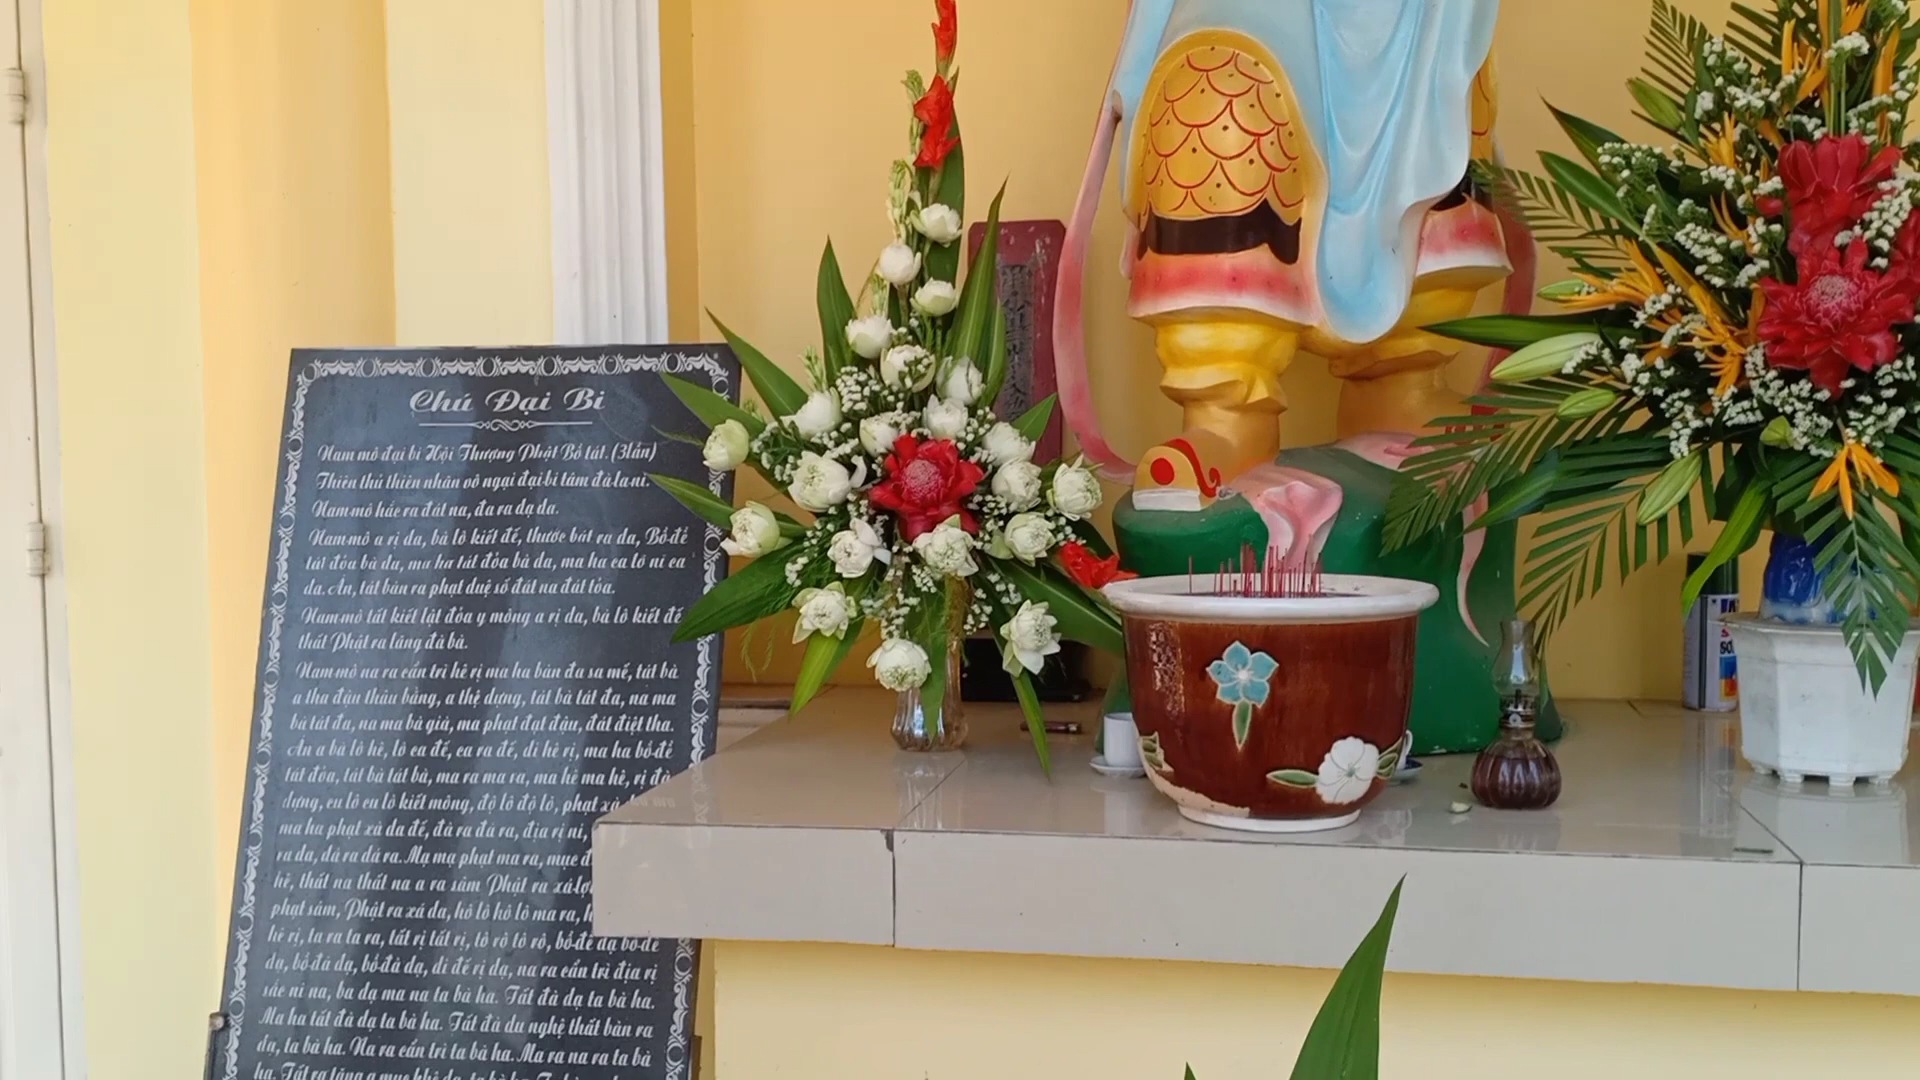 Chú Đại Bi
Nam mô đại bi Hội Thượng Phật Bồ tát. (3lần)
Thiên thủ thiên nhãn vô ngại đại bi tâm đà la ni.
Nam mô hắc ra đát na, đa ra dạ da.
Nam mô a rị da, bà lô kiết đế, thước bát ra da, Bồ-đề
tát đỏa bà da, ma ha tát đỏa bà da, ma ha ca lô ni ca
da. Án, tát bàn ra phạt duệ số đát na đát tỏa.
Nam mô tất kiết lật đỏa y mông a rị da, bà lô kiết đế
thất Phật ra lăng đà bà.
Nam mô na ra cẩn trì hê rị ma ha bàn đa sa mế, tát bà
a tha đậu thâu bằng, a thệ dựng, tát bà tát đa, na ma
bà tát đa, na ma bà già, ma phạt đạt đậu, đát điệt tha.
Án a bà lô hê, lô ca đế, ca ra đế, di hê rị, ma ha bồ-đề
tát đỏa, tát bà tát bà, ma ra ma ra, ma hê ma hê, rị đà
dựng, cu lô cu lô kiết mông, độ lô độ lô, phạt xà
ma ha phạt xà da đế, đà ra đà ra, địa rị ni,
ra da, dá ra dá ra. Mạ mạ phạt ma ra, mục
hê, thất na thất na a ra sâm Phật ra xá-lợi
phạt sâm, Phật ra xá da, hô lô hô lô ma ra,
hê rị, ta ra ta ra, tất rị tất rị, tô rô tô rô, bồ-đề dạ bồ-đề
dạ, bồ-đà dạ, bồ-đà dạ, di đế rị dạ, na ra cẩn trì địa rị
sắc ni na, ba dạ ma na ta bà ha. Tất đà dạ ta bà ha.
Ma ha tất đà dạ ta bà ha. Tất đà du nghệ thất bàn ra
dạ, ta bà ha. Na ra cẩn trì ta bà ha. Ma ra na ra ta bà
ha. Tất ra tăng a mục khê da, ta bà ha.